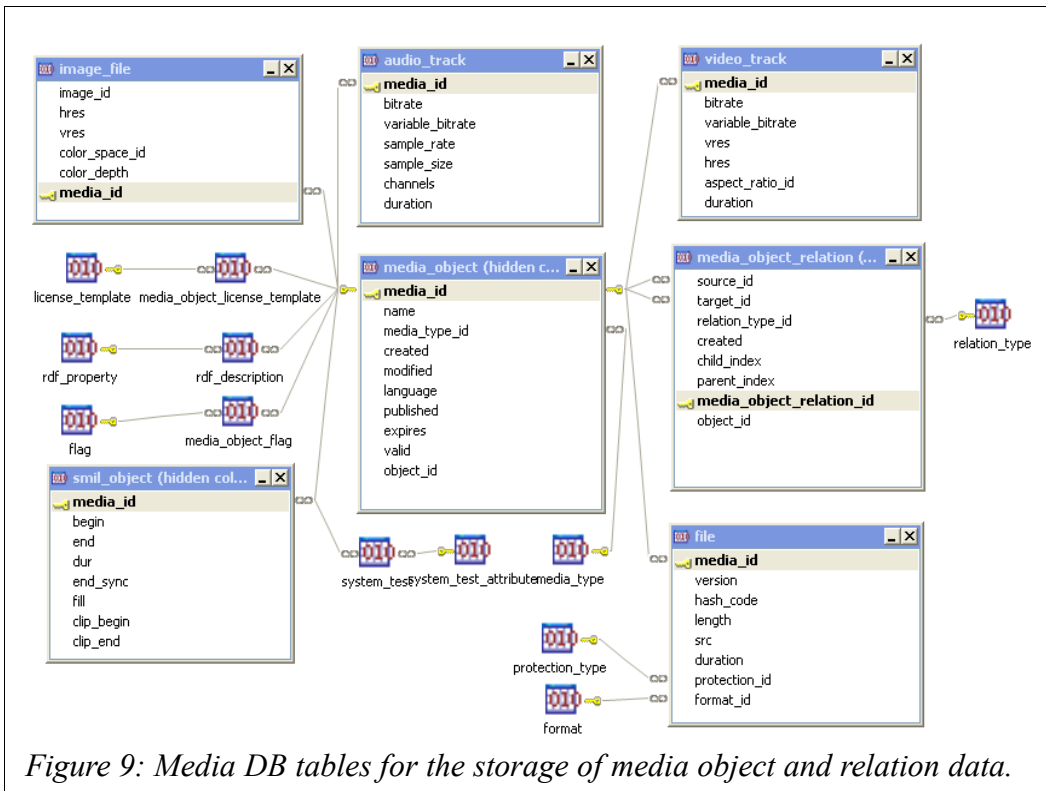 image_file
image_id
hres
vres
color_space_id
color_depth
media_id
audio_track
media_id
bitrate
variable_bitrate
sample_rate
sample_size
channels
duration
video_track
media_id
bitrate
variable_bitrate
vres
hres
aspect_ratio_id
duration
license_template
media_object_license_template
rdf_property
rdf_description
flag
media_object_flag
media_object (hidden c...
media_id
name
media_type_id
created
modified
language
published
expires
valid
object_id
media_object_relation (...
source_id
target_id
relation_type_id
created
child_index
parent_index
media_object_relation_id
object_id
relation_type
smil_object (hidden col...
media_id
begin
end
dur
end_sync
fill
clip_begin
clip_end
system_test
system_test_attribute
media_type
file
media_id
version
hash_code
length
src
duration
protection_id
format_id
protection_type
format
Figure 9: Media DB tables for the storage of media object and relation data.